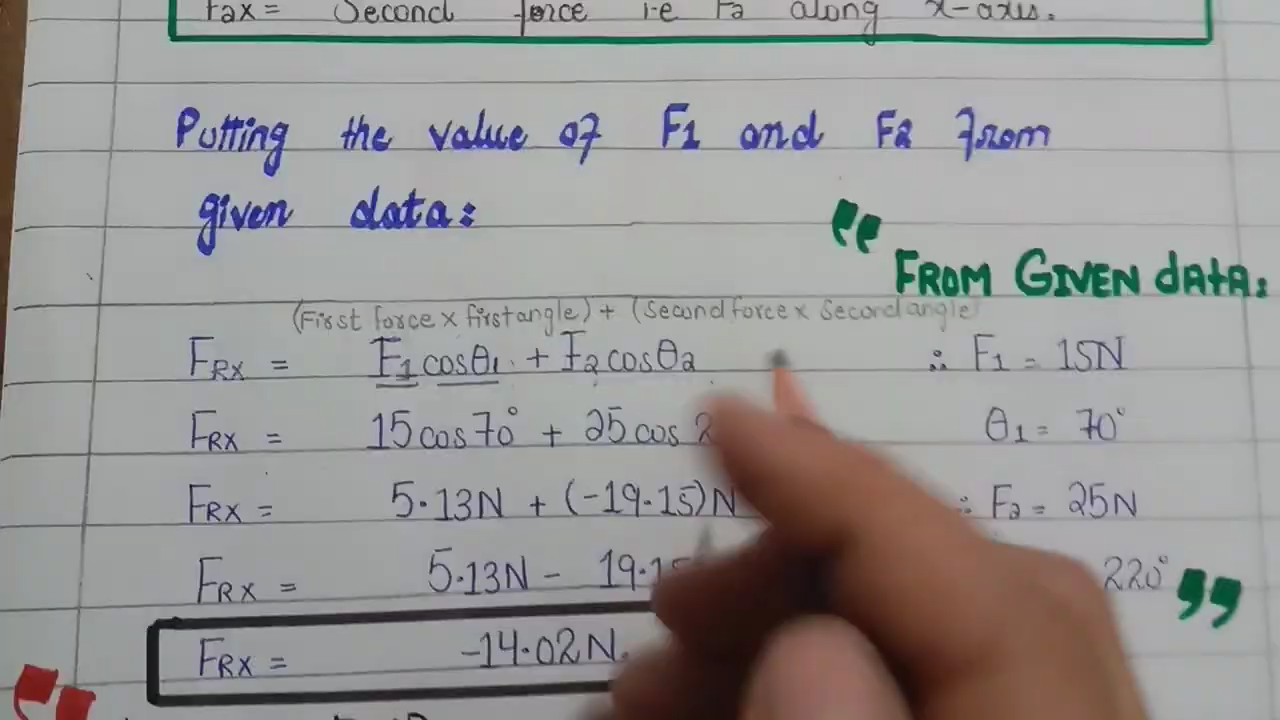 F2x = Second force i.e F2 along x-axis.
Putting the value of F1 and F2 from
given data:
"
FROM GIVEN data:
(First force x first angle) + (Second force x Second angle)
FRX = F1 cosθ1 + F2 cosθ2 ∴ F1 = 15N
FRX = 15 cos 70° + 25 cos 2 θ1 = 70°
FRX = 5.13N + (-19.15)N ∴ F2 = 25N
FRX = 5.13N - 19.15 220° "
FRX = -14.02N.
"